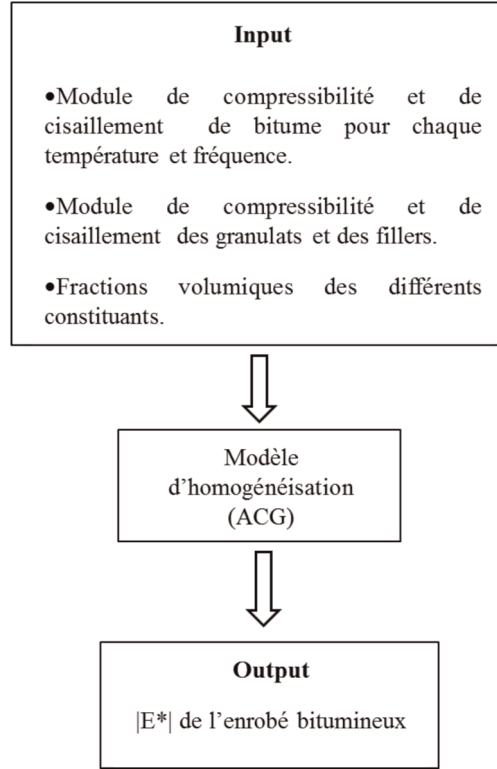 Input
•Module de compressibilité et de
cisaillement de bitume pour chaque
température et fréquence.
•Module de compressibilité et de
cisaillement des granulats et des fillers.
•Fractions volumiques des différents
constituants.
Modèle
d’homogénéisation
(ACG)
Output
|E*| de l’enrobé bitumineux